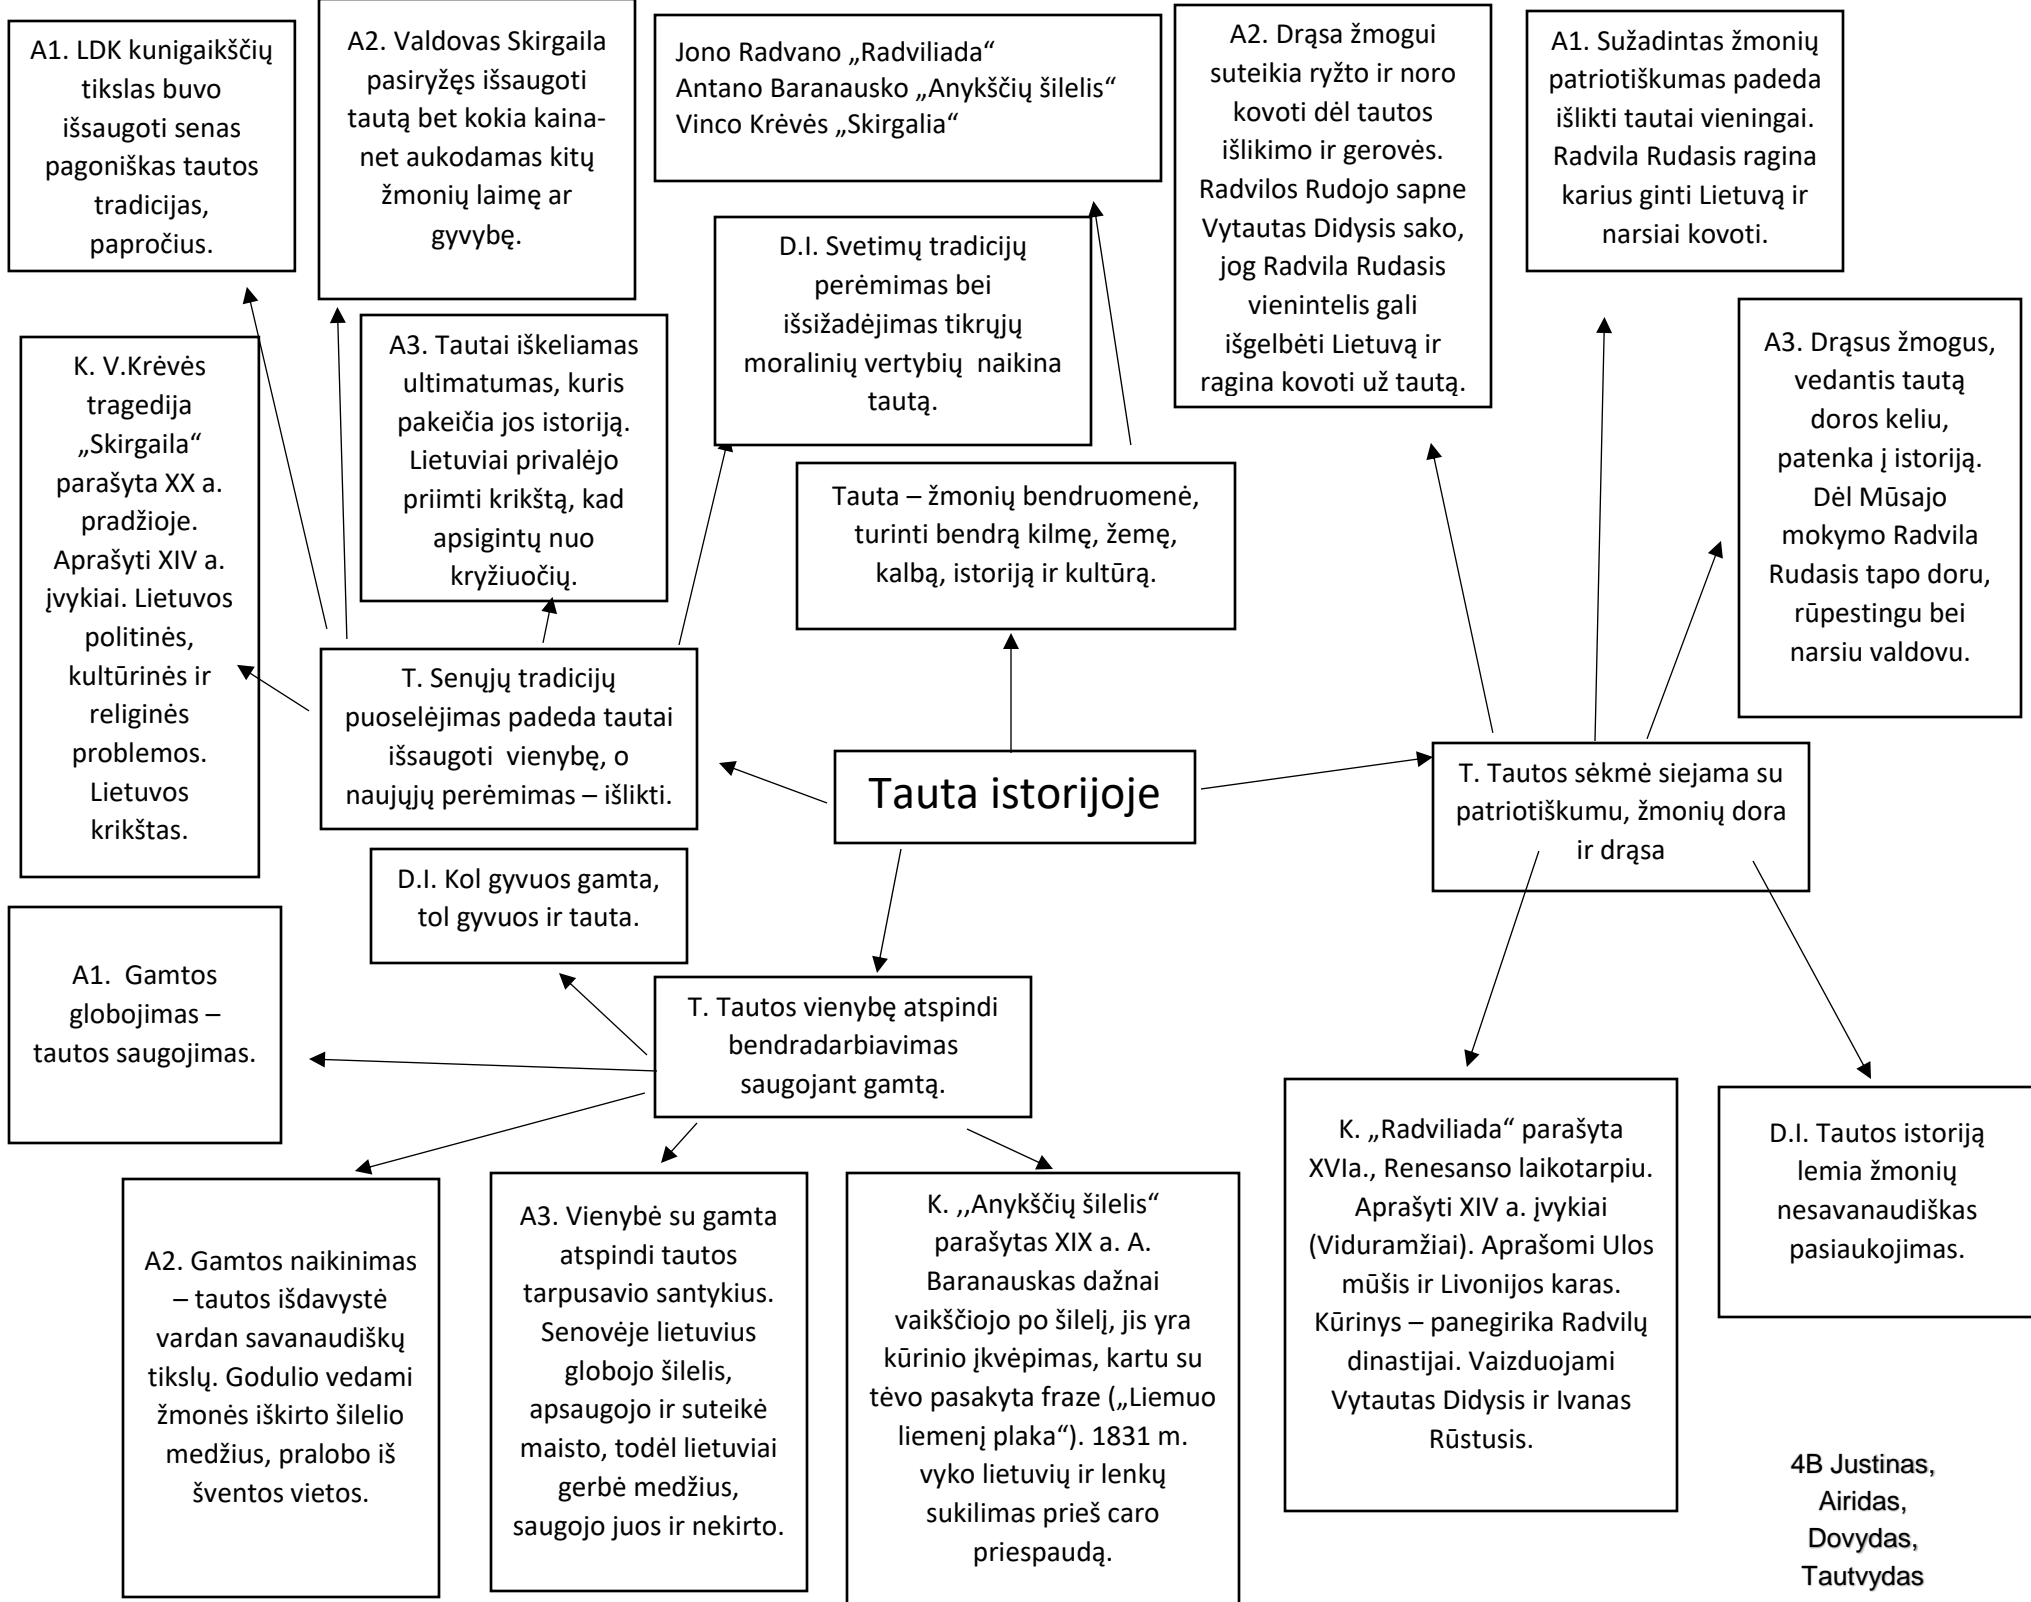 A1. LDK kunigaikščių
tikslas buvo
išsaugoti senas
pagoniškas tautos
tradicijas,
papročius.
A2. Valdovas Skirgaila
pasiryžęs išsaugoti
tautą bet kokia kaina-
net aukodamas kitų
žmonių laimę ar
gyvybę.
Jono Radvano „Radviliada“
Antano Baranausko „Anykščių šilelis“
Vinco Krėvės „Skirgalia“
A2. Drąsa žmogui
suteikia ryžto ir noro
kovoti dėl tautos
išlikimo ir gerovės.
Radvilos Rudojo sapne
Vytautas Didysis sako,
jog Radvila Rudasis
vienintelis gali
išgelbėti Lietuvą ir
ragina kovoti už tautą.
A1. Sužadintas žmonių
patriotiškumas padeda
išlikti tautai vieningai.
Radvila Rudasis ragina
karius ginti Lietuvą ir
narsiai kovoti.
D.I. Svetimų tradicijų
perėmimas bei
išsižadėjimas tikrųjų
moralinių vertybių  naikina
tautą.
K. V.Krėvės
tragedija
„Skirgaila“
parašyta XX a.
pradžioje.
Aprašyti XIV a.
įvykiai. Lietuvos
politinės,
kultūrinės ir
religinės
problemos.
Lietuvos
krikštas.
A3. Tautai iškeliamas
ultimatumas, kuris
pakeičia jos istoriją.
Lietuviai privalėjo
priimti krikštą, kad
apsigintų nuo
kryžiuočių.
A3. Drąsus žmogus,
vedantis tautą
doros keliu,
patenka į istoriją.
Dėl Mūsajo
mokymo Radvila
Rudasis tapo doru,
rūpestingu bei
narsiu valdovu.
Tauta – žmonių bendruomenė,
turinti bendrą kilmę, žemę,
kalbą, istoriją ir kultūrą.
T. Senųjų tradicijų
puoselėjimas padeda tautai
išsaugoti  vienybę, o
naujųjų perėmimas – išlikti.
Tauta istorijoje
T. Tautos sėkmė siejama su
patriotiškumu, žmonių dora
ir drąsa
D.I. Kol gyvuos gamta,
tol gyvuos ir tauta.
A1.  Gamtos
globojimas –
tautos saugojimas.
T. Tautos vienybę atspindi
bendradarbiavimas
saugojant gamtą.
A2. Gamtos naikinimas
– tautos išdavystė
vardan savanaudiškų
tikslų. Godulio vedami
žmonės iškirto šilelio
medžius, pralobo iš
šventos vietos.
A3. Vienybė su gamta
atspindi tautos
tarpusavio santykius.
Senovėje lietuvius
globojo šilelis,
apsaugojo ir suteikė
maisto, todėl lietuviai
gerbė medžius,
saugojo juos ir nekirto.
K. ,,Anykščių šilelis“
parašytas XIX a. A.
Baranauskas dažnai
vaikščiojo po šilelį, jis yra
kūrinio įkvėpimas, kartu su
tėvo pasakyta fraze („Liemuo
liemenį plaka“). 1831 m.
vyko lietuvių ir lenkų
sukilimas prieš caro
priespaudą.
K. „Radviliada“ parašyta
XVIa., Renesanso laikotarpiu.
Aprašyti XIV a. įvykiai
(Viduramžiai). Aprašomi Ulos
mūšis ir Livonijos karas.
Kūrinys – panegirika Radvilų
dinastijai. Vaizduojami
Vytautas Didysis ir Ivanas
Rūstusis.
D.I. Tautos istoriją
lemia žmonių
nesavanaudiškas
pasiaukojimas.
4B Justinas,
Airidas,
Dovydas,
Tautvydas